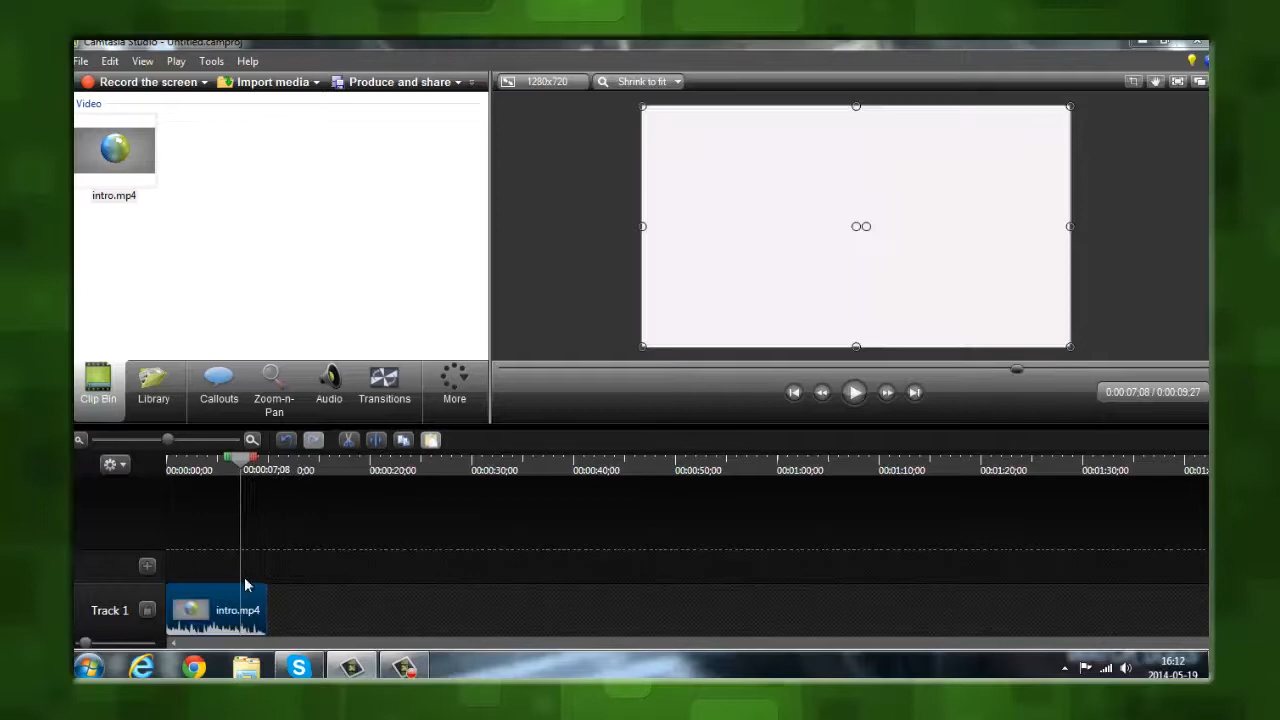 Camtasia Studio - Untitled.camproj
File Edit View Play Tools Help
Record the screen Import media Produce and share 1280x720 Shrink to fit
Video
intro.mp4
Clip Bin Library Callouts Zoom-n-Pan Audio Transitions More
0:00:07;08 / 0:00:09;27
00:00:00;00 00:00:07;08 0;00 00:00:20;00 00:00:30;00 00:00:40;00 00:00:50;00 00:01:00;00 00:01:10;00 00:01:20;00 00:01:30;00
Track 1 intro.mp4
16:12
2014-05-19